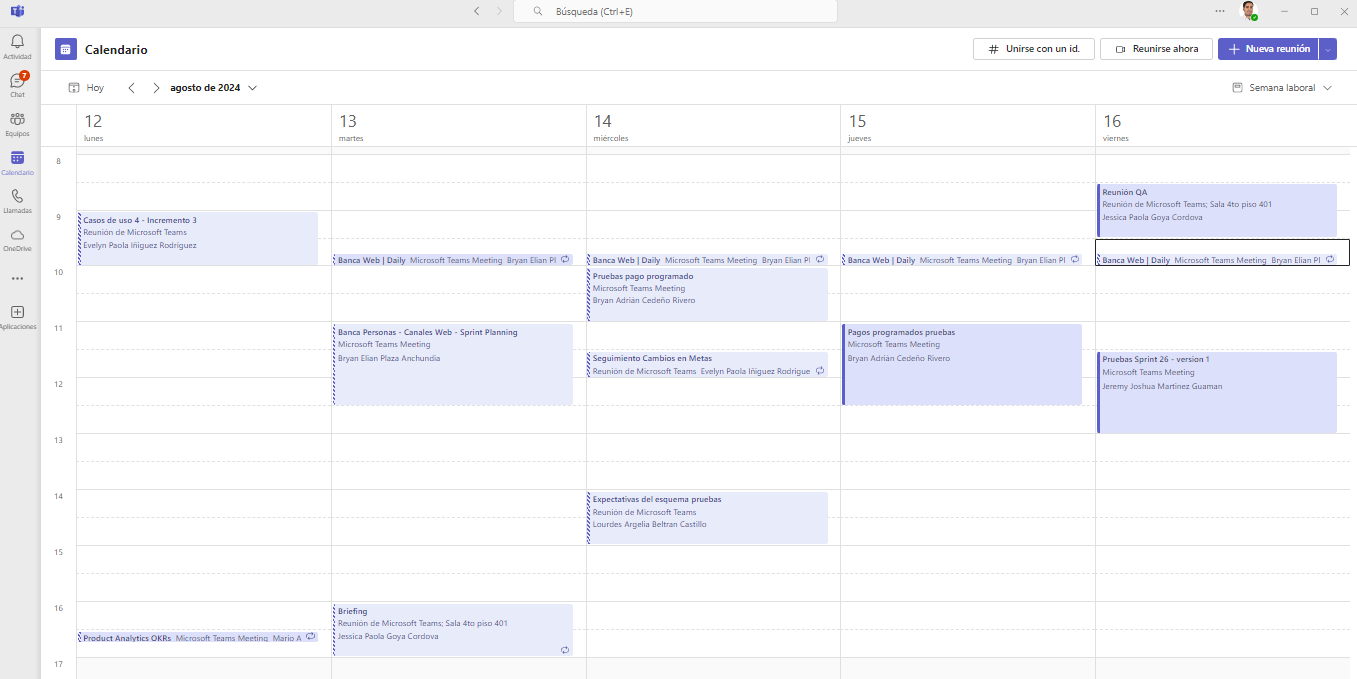 Búsqueda (Ctrl+E)
Actividad
7
Chat
Equipos
Calendario
Llamadas
OneDrive
Aplicaciones
Calendario
Unirse con un id.
Reunirse ahora
Nueva reunión
Hoy
agosto de 2024
Semana laboral
12
lunes
13
martes
14
miércoles
15
jueves
16
viernes
8
9
10
11
12
13
14
15
16
17
Casos de uso 4 - Incremento 3
Reunión de Microsoft Teams
Evelyn Paola Iñiguez Rodriguez
Product Analytics OKRs Microsoft Teams Meeting Mario A
Banca Web | Daily Microsoft Teams Meeting Bryan Elian Pl
Banca Personas - Canales Web - Sprint Planning
Microsoft Teams Meeting
Bryan Elian Plaza Anchundia
Briefing
Reunión de Microsoft Teams; Sala 4to piso 401
Jessica Paola Goya Cordova
Banca Web | Daily Microsoft Teams Meeting Bryan Elian Pl
Pruebas pago programado
Microsoft Teams Meeting
Bryan Adrián Cedeño Rivero
Seguimiento Cambios en Metas
Reunión de Microsoft Teams Evelyn Paola Iñiguez Rodrigue
Expectativas del esquema pruebas
Reunión de Microsoft Teams
Lourdes Argelia Beltran Castillo
Banca Web | Daily Microsoft Teams Meeting Bryan Elian Pl
Pagos programados pruebas
Microsoft Teams Meeting
Bryan Adrián Cedeño Rivero
Reunión QA
Reunión de Microsoft Teams; Sala 4to piso 401
Jessica Paola Goya Cordova
Banca Web | Daily Microsoft Teams Meeting Bryan Elian Pl
Pruebas Sprint 26 - version 1
Microsoft Teams Meeting
Jeremy Joshua Martinez Guaman